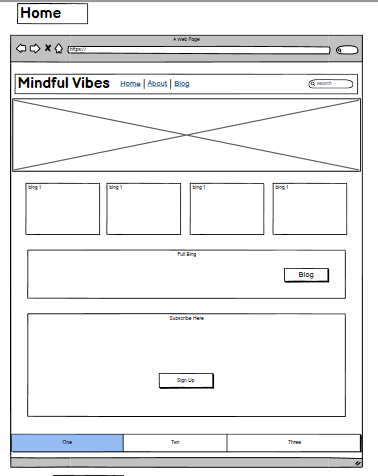 Home
A Web Page
https://
Mindful Vibes
Home | About | Blog
search
blog 1
blog 1
blog 1
blog 1
Full Blog
Blog
Subscribe Here
Sign Up
One
Two
Three